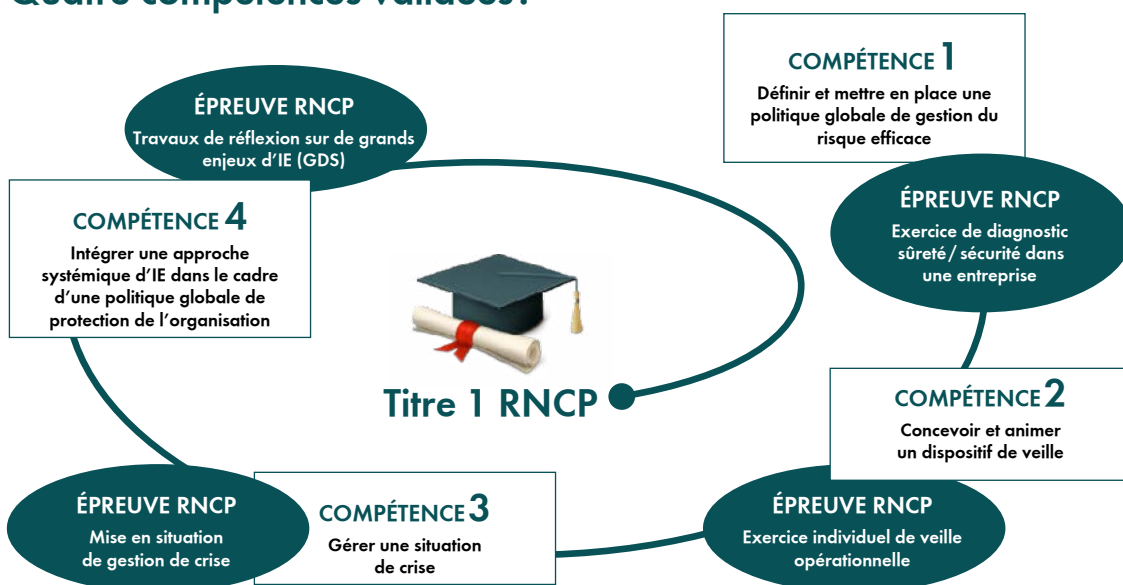 COMPÉTENCE 1
Définir et mettre en place une
politique globale de gestion du
risque efficace
ÉPREUVE RNCP
Exercice de diagnostic
sûreté / sécurité dans
une entreprise
COMPÉTENCE 2
Concevoir et animer
un dispositif de veille
ÉPREUVE RNCP
Exercice individuel de veille
opérationnelle
COMPÉTENCE 3
Gérer une situation
de crise
ÉPREUVE RNCP
Mise en situation
de gestion de crise
COMPÉTENCE 4
Intégrer une approche
systémique d'IE dans le cadre
d'une politique globale de
protection de l'organisation
ÉPREUVE RNCP
Travaux de réflexion sur de grands
enjeux d'IE (GDS)
Titre 1 RNCP